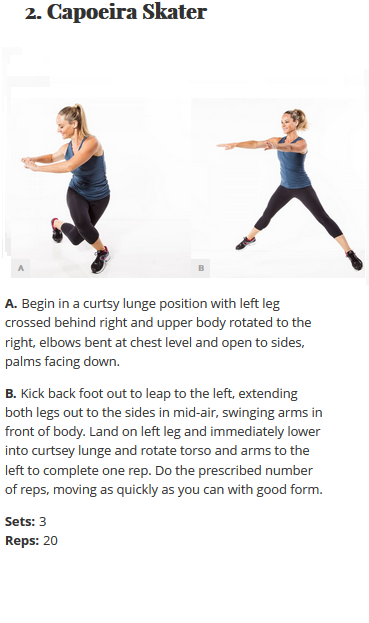 2. Capoeira Skater
A
B
A. Begin in a curtsy lunge position with left leg
crossed behind right and upper body rotated to the
right, elbows bent at chest level and open to sides,
palms facing down.
B. Kick back foot out to leap to the left, extending
both legs out to the sides in mid-air, swinging arms in
front of body. Land on left leg and immediately lower
into curtsey lunge and rotate torso and arms to the
left to complete one rep. Do the prescribed number
of reps, moving as quickly as you can with good form.
Sets: 3
Reps: 20